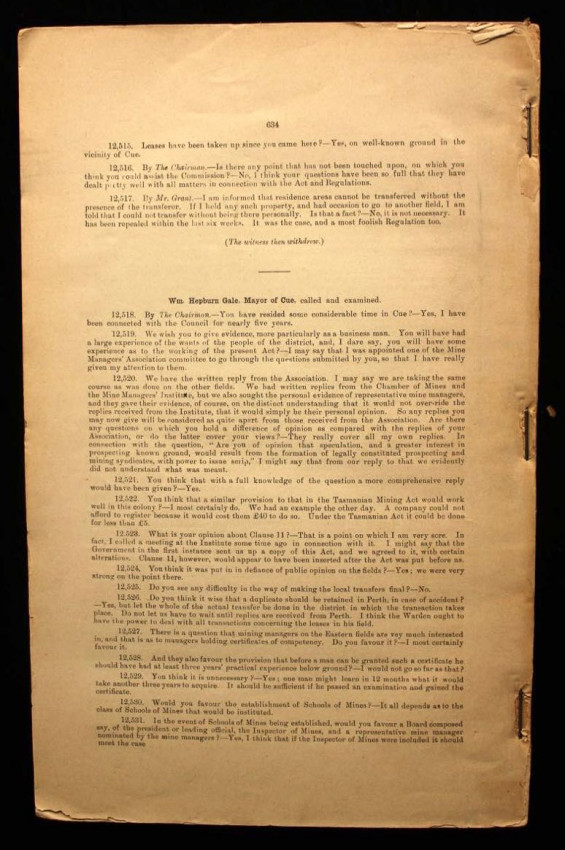 634
12,515. Leases have been taken up since you came here?—Yes, on well-known ground in the
vicinity of Cue.
12,516. By The Chairman.—Is there any point that has not been touched upon, on which you
think you could assist the Commission?—No, I think your questions have been so full that they have
dealt pretty well with all matters in connection with the Act and Regulations.
12,517. By Mr. Grant.—I am informed that residence areas cannot be transferred without the
presence of the transferor. If I held any such property, and had occasion to go to another field, I am
told that I could not transfer without being there personally. Is that a fact?—No, it is not necessary. It
has been repealed within the last six weeks. It was the case, and a most foolish Regulation too.
(The witness then withdrew.)
Wm. Hepburn Gale, Mayor of Cue, called and examined.
12,518. By The Chairman.—You have resided some considerable time in Cue?—Yes, I have
been connected with the Council for nearly five years.
12,519. We wish you to give evidence, more particularly as a business man. You will have had
a large experience of the wants of the people of the district, and, I dare say, you will have some
experience as to the working of the present Act?—I may say that I was appointed one of the Mine
Managers' Association committee to go through the questions submitted by you, so that I have really
given my attention to them.
12,520. We have the written reply from the Association. I may say we are taking the same
course as was done on the other fields. We had written replies from the Chamber of Mines and
the Mine Managers' Institute, but we also sought the personal evidence of representative mine managers,
and they gave their evidence, of course, on the distinct understanding that it would not over-ride the
replies received from the Institute, that it would simply be their personal opinion. So any replies you
may now give will be considered as quite apart from those received from the Association. Are there
any questions on which you hold a difference of opinion as compared with the replies of your
Association, or do the latter cover your views?—They really cover all my own replies. In
connection with the question, "Are you of opinion that speculation, and a greater interest in
prospecting known ground, would result from the formation of legally constituted prospecting and
mining syndicates, with power to issue scrip," I might say that from our reply to that we evidently
did not understand what was meant.
12,521. You think that with a full knowledge of the question a more comprehensive reply
would have been given?—Yes.
12,522. You think that a similar provision to that in the Tasmanian Mining Act would work
well in this colony?—I most certainly do. We had an example the other day. A company could not
afford to register because it would cost them £40 to do so. Under the Tasmanian Act it could be done
for less than £5.
12,523. What is your opinion about Clause 11?—That is a point on which I am very sore. In
fact, I called a meeting at the Institute some time ago in connection with it. I might say that the
Government in the first instance sent us up a copy of this Act, and we agreed to it, with certain
alterations. Clause 11, however, would appear to have been inserted after the Act was put before us.
12,524. You think it was put in in defiance of public opinion on the fields?—Yes; we were very
strong on the point there.
12,525. Do you see any difficulty in the way of making the local transfers final?—No.
12,526. Do you think it wise that a duplicate should be retained in Perth, in case of accident?
—Yes, but let the whole of the actual transfer be done in the district in which the transaction takes
place. Do not let us have to wait until replies are received from Perth. I think the Warden ought to
have the power to deal with all transactions concerning the leases in his field.
12,527. There is a question that mining managers on the Eastern fields are very much interested
in, and that is as to managers holding certificates of competency. Do you favour it?—I most certainly
favour it.
12,528. And they also favour the provision that before a man can be granted such a certificate he
should have had at least three years' practical experience below ground?—I would not go so far as that?
12,529. You think it is unnecessary?—Yes; one man might learn in 12 months what it would
take another three years to acquire. It should be sufficient if he passed an examination and gained the
certificate.
12,530. Would you favour the establishment of Schools of Mines?—It all depends as to the
class of Schools of Mines that would be instituted.
12,531. In the event of Schools of Mines being established, would you favour a Board composed
say, of the president or leading official, the Inspector of Mines, and a representative mine manager
nominated by the mine managers?—Yes, I think that if the Inspector of Mines were included it should
meet the case